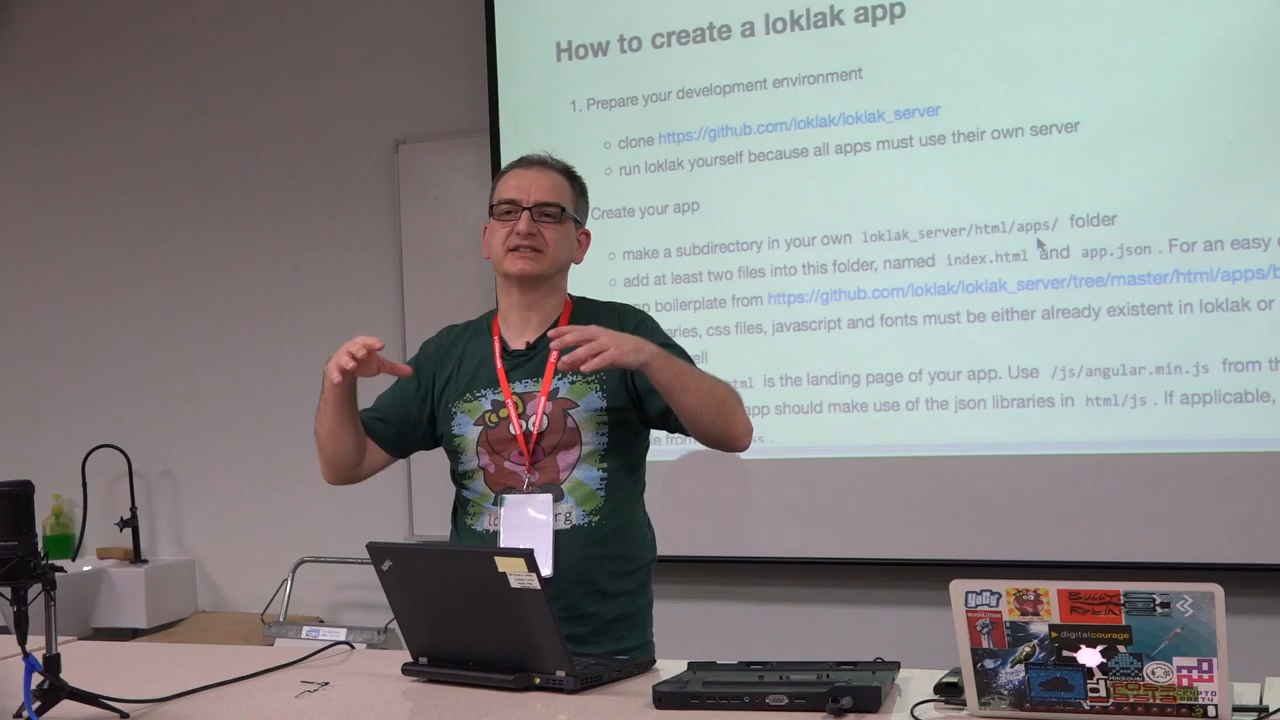 How to create a loklak app
1. Prepare your development environment
clone https://github.com/loklak/loklak_server
run loklak yourself because all apps must use their own server
Create your app
make a subdirectory in your own loklak_server/html/apps/ folder
add at least two files into this folder, named index.html and app.json . For an easy
boilerplate from https://github.com/loklak/loklak_server/tree/master/html/apps/b
css files, javascript and fonts must be either already existent in loklak or
is the landing page of your app. Use /js/angular.min.js from
app should make use of the json libraries in html/js . If applicable,
digitalcourage
Hackover
CRYPTO
PARTY